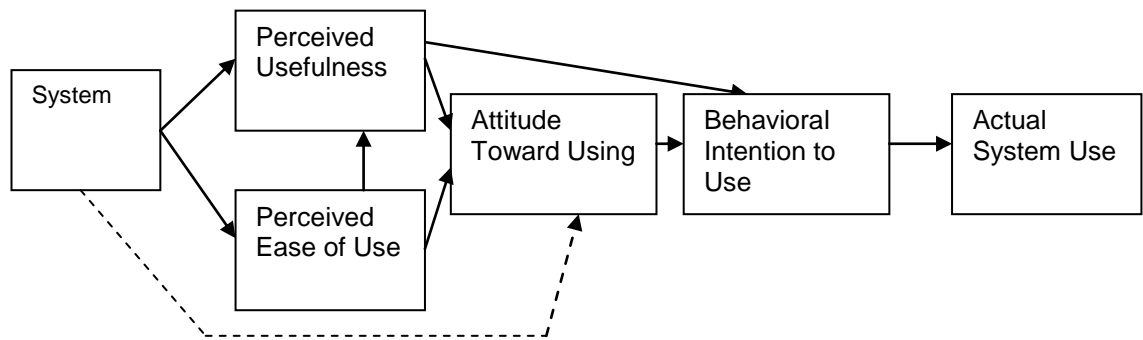 System
Perceived
Usefulness
Perceived
Ease of Use
Attitude
Toward Using
Behavioral
Intention to
Use
Actual
System Use